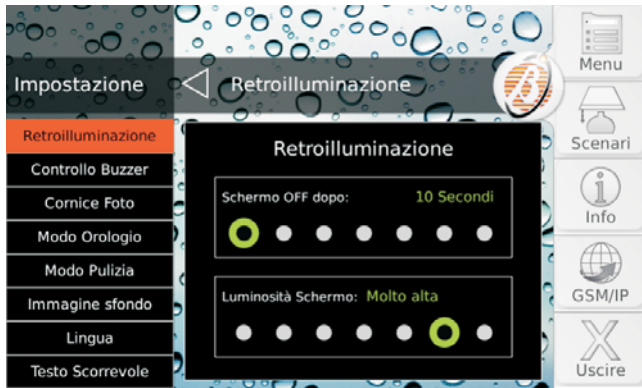 Impostazione
Retroilluminazione
Retroilluminazione
Controllo Buzzer
Cornice Foto
Modo Orologio
Modo Pulizia
Immagine sfondo
Lingua
Testo Scorrevole
Retroilluminazione
Schermo OFF dopo: 10 Secondi
Luminosità Schermo: Molto alta
Menu
Scenari
Info
GSM/IP
Uscire